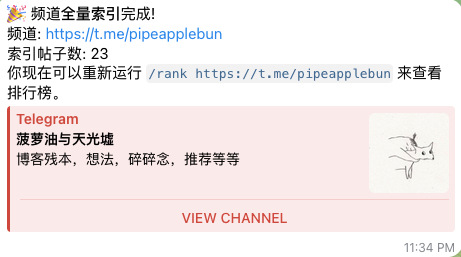 🎉 频道全量索引完成!
频道: https://t.me/pipeapplebun
索引帖子数: 23
你现在可以重新运行 /rank https://t.me/pipeapplebun 来查看
排行榜。
Telegram
菠萝油与天光墟
博客残本，想法，碎碎念，推荐等等
VIEW CHANNEL
11:34 PM